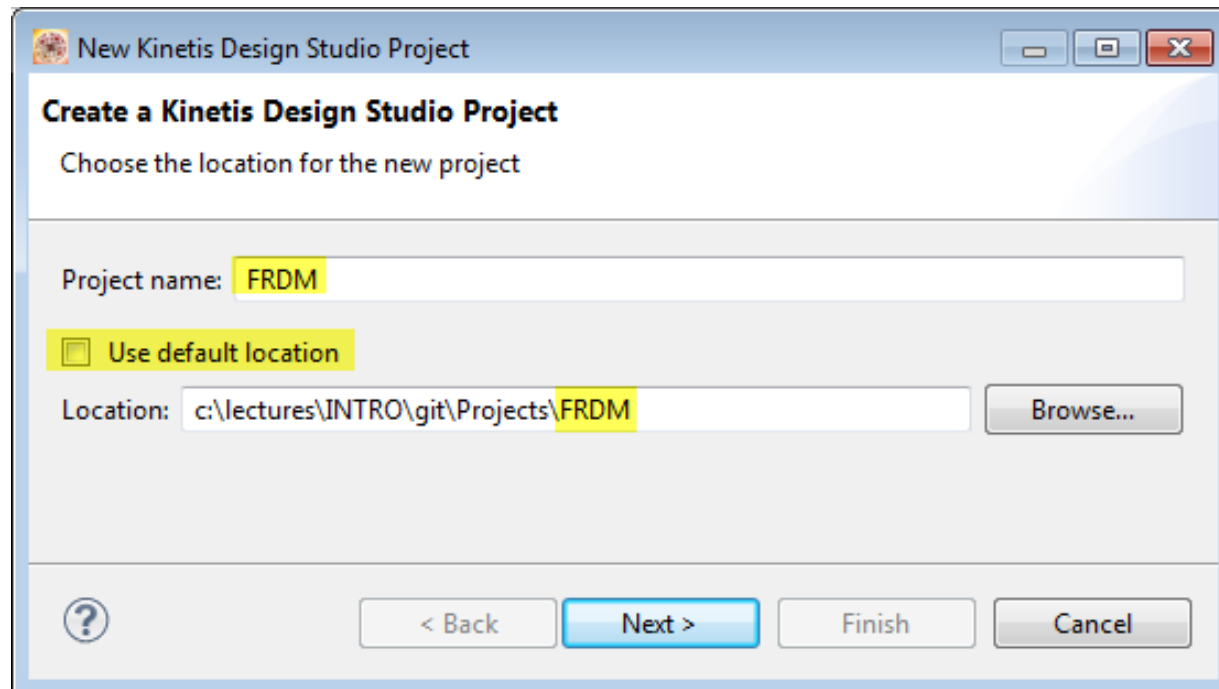 New Kinetis Design Studio Project
Create a Kinetis Design Studio Project
Choose the location for the new project
Project name: FRDM
Use default location
Location: c:\lectures\INTRO\git\Projects\FRDM Browse...
? < Back Next > Finish Cancel